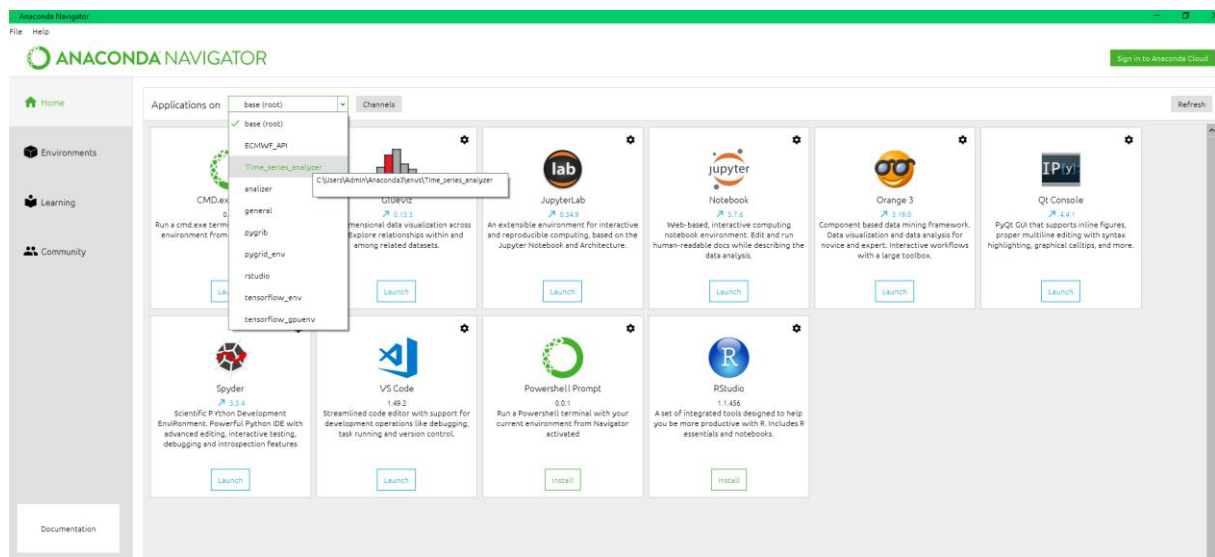 Anaconda Navigator
File Help
ANACONDA NAVIGATOR
Sign in to Anaconda Cloud
Home
Environments
Learning
Community
Documentation
Applications on
base (root)
Channels
Refresh
base (root)
ECMWF_API
Time_series_analyzer
C:\Users\Admin\Anaconda3\envs\Time_series_analyzer
analizer
general
pygrib
pygrid_env
rstudio
tensorflow_env
tensorflow_gpuenv
CMD.ex
0.
Run a cmd.exe termi
environment from
Lau
Glueviz
0.13.3
mensional data visualization across
Explore relationships within and
among related datasets.
Launch
lab
JupyterLab
0.34.9
An extensible environment for interactive
and reproducible computing, based on the
Jupyter Notebook and Architecture.
Launch
jupyter
Notebook
5.7.6
Web-based, interactive computing
notebook environment. Edit and run
human-readable docs while describing the
data analysis.
Launch
Orange 3
3.19.0
Component based data mining framework.
Data visualization and data analysis for
novice and expert. Interactive workflows
with a large toolbox.
Launch
IP[y]:
Qt Console
4.4.1
PyQt GUI that supports inline figures,
proper multiline editing with syntax
highlighting, graphical calltips, and more.
Launch
Spyder
3.3.4
Scientific PYthon Development
EnviRonment. Powerful Python IDE with
advanced editing, interactive testing,
debugging and introspection features
Launch
VS Code
1.49.2
Streamlined code editor with support for
development operations like debugging,
task running and version control.
Launch
Powershell Prompt
0.0.1
Run a Powershell terminal with your
current environment from Navigator
activated
Install
R
RStudio
1.1.456
A set of integrated tools designed to help
you be more productive with R. Includes R
essentials and notebooks.
Install